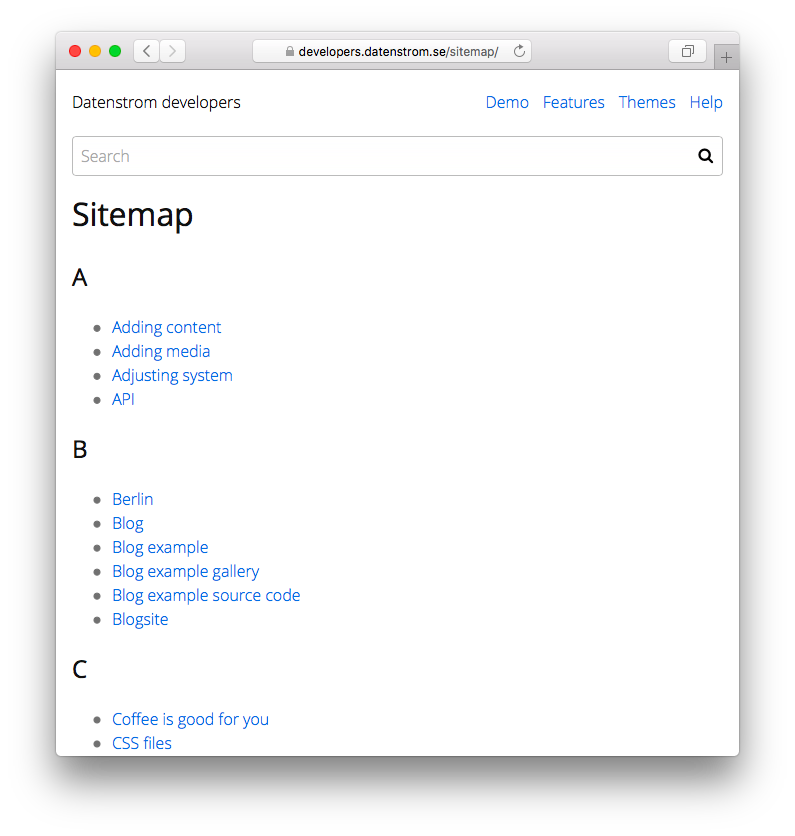 developers.datenstrom.se/sitemap/
Datenstrom developers Demo Features Themes Help
Search
Sitemap
A
Adding content
Adding media
Adjusting system
API
B
Berlin
Blog
Blog example
Blog example gallery
Blog example source code
Blogsite
C
Coffee is good for you
CSS files